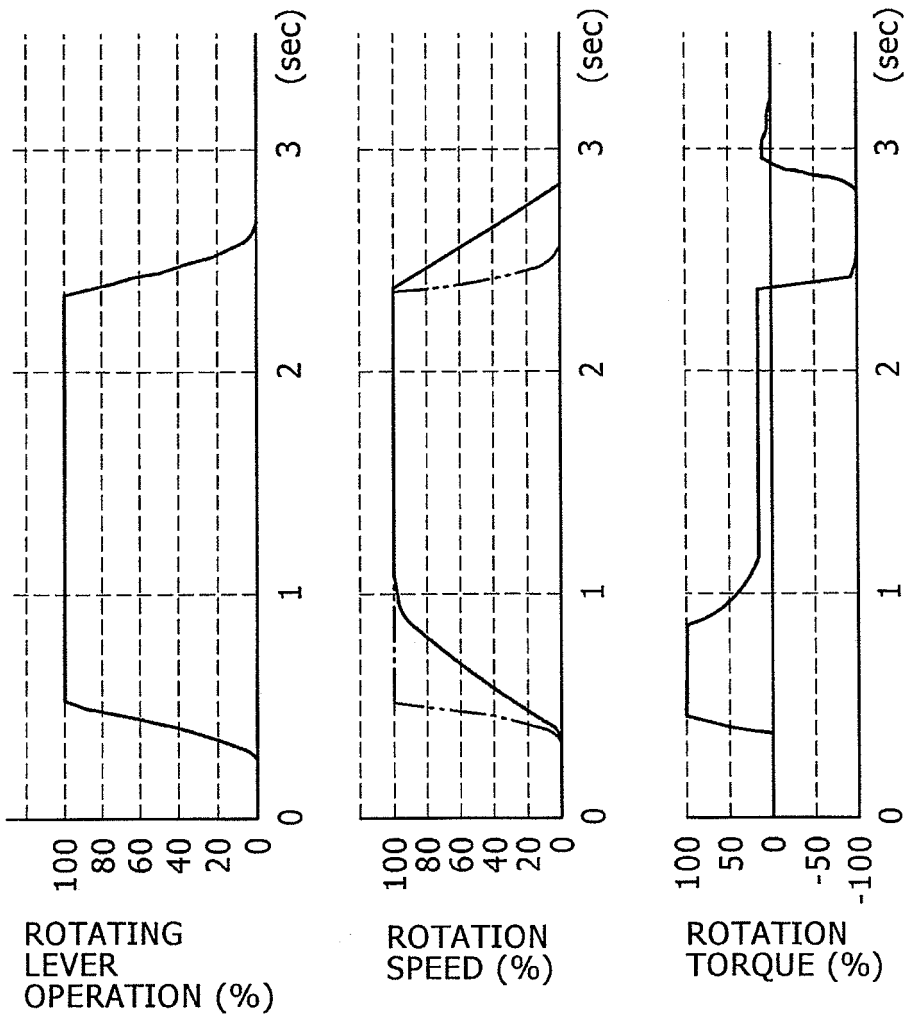 ROTATING
LEVER
OPERATION (%)
100
80
60
40
20
0
0
1
2
3
(sec)
ROTATION
SPEED (%)
100
80
60
40
20
0
0
1
2
3
(sec)
ROTATION
TORQUE (%)
100
50
0
-50
-100
0
1
2
3
(sec)